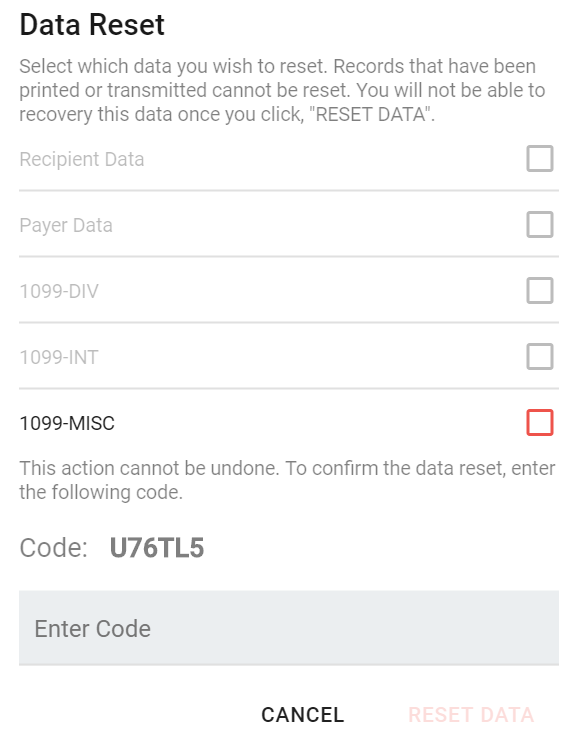 Data Reset
Select which data you wish to reset. Records that have been
printed or transmitted cannot be reset. You will not be able to
recovery this data once you click, "RESET DATA".
Recipient Data
Payer Data
1099-DIV
1099-INT
1099-MISC
This action cannot be undone. To confirm the data reset, enter
the following code.
Code: U76TL5
Enter Code
CANCEL RESET DATA